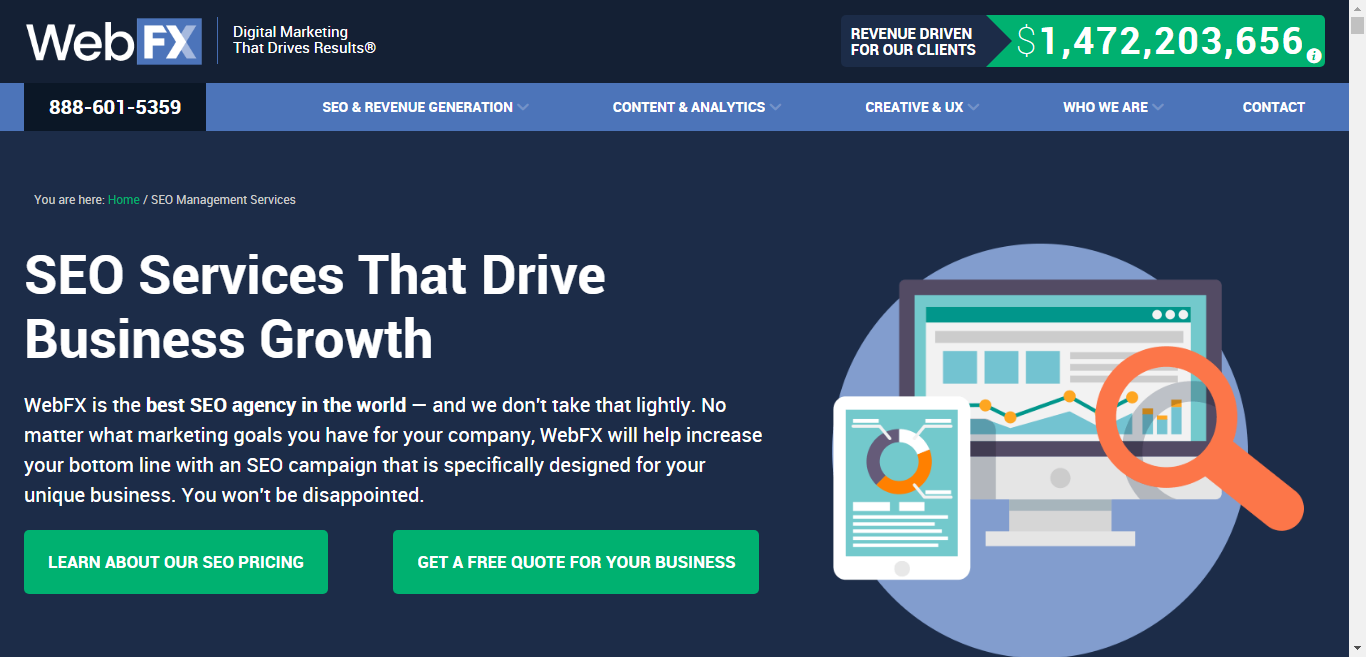 WebFX
Digital Marketing
That Drives Results®
REVENUE DRIVEN
FOR OUR CLIENTS
$1,472,203,656
i
888-601-5359
SEO & REVENUE GENERATION
CONTENT & ANALYTICS
CREATIVE & UX
WHO WE ARE
CONTACT
You are here: Home / SEO Management Services
SEO Services That Drive
Business Growth
WebFX is the best SEO agency in the world — and we don't take that lightly. No
matter what marketing goals you have for your company, WebFX will help increase
your bottom line with an SEO campaign that is specifically designed for your
unique business. You won't be disappointed.
LEARN ABOUT OUR SEO PRICING
GET A FREE QUOTE FOR YOUR BUSINESS